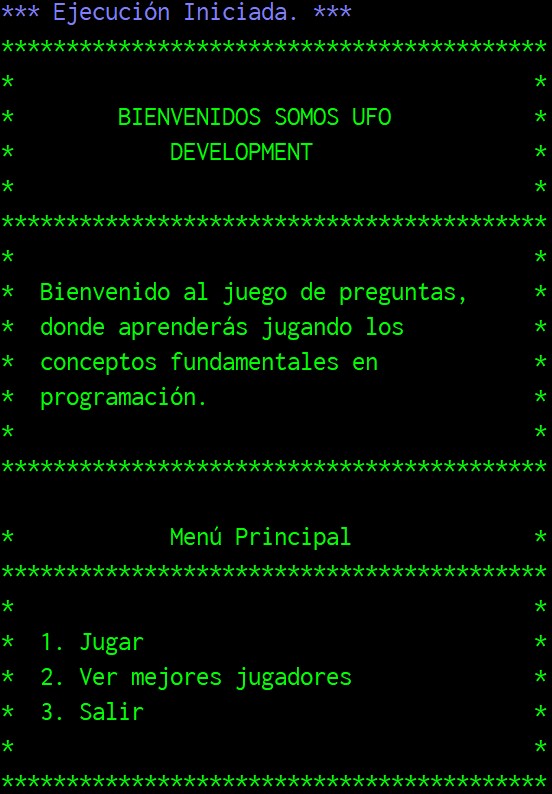 *** Ejecución Iniciada. ***
******************************************
*                                        *
*        BIENVENIDOS SOMOS UFO           *
*            DEVELOPMENT                 *
*                                        *
******************************************
*                                        *
*  Bienvenido al juego de preguntas,     *
*  donde aprenderás jugando los          *
*  conceptos fundamentales en            *
*  programación.                         *
*                                        *
******************************************

*            Menú Principal              *
******************************************
*                                        *
*  1. Jugar                              *
*  2. Ver mejores jugadores              *
*  3. Salir                              *
*                                        *
******************************************